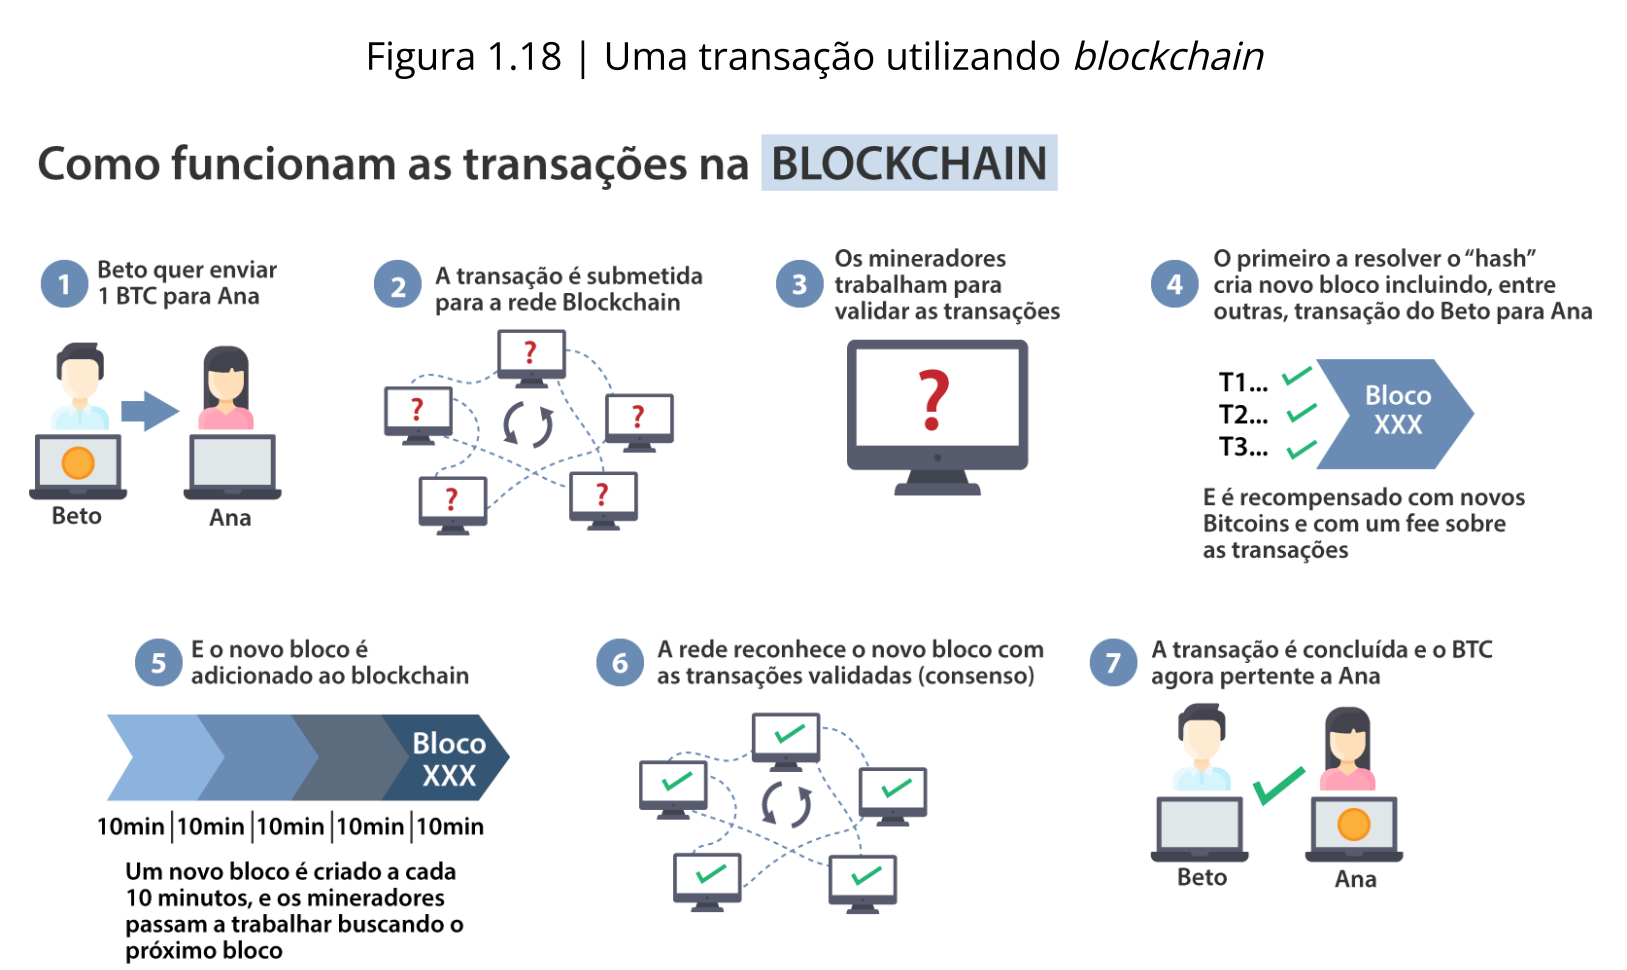 Figura 1.18 | Uma transação utilizando blockchain
Como funcionam as transações na BLOCKCHAIN
1
Beto quer enviar
1 BTC para Ana
Beto
Ana
2
A transação é submetida
para a rede Blockchain
?
?
?
?
?
3
Os mineradores
trabalham para
validar as transações
?
4
O primeiro a resolver o “hash”
cria novo bloco incluindo, entre
outras, transação do Beto para Ana
T1...
T2...
T3...
Bloco
XXX
E é recompensado com novos
Bitcoins e com um fee sobre
as transações
5
E o novo bloco é
adicionado ao blockchain
Bloco
XXX
10min|10min|10min|10min|10min
Um novo bloco é criado a cada
10 minutos, e os mineradores
passam a trabalhar buscando o
próximo bloco
6
A rede reconhece o novo bloco com
as transações validadas (consenso)
7
A transação é concluída e o BTC
agora pertente a Ana
Beto
Ana